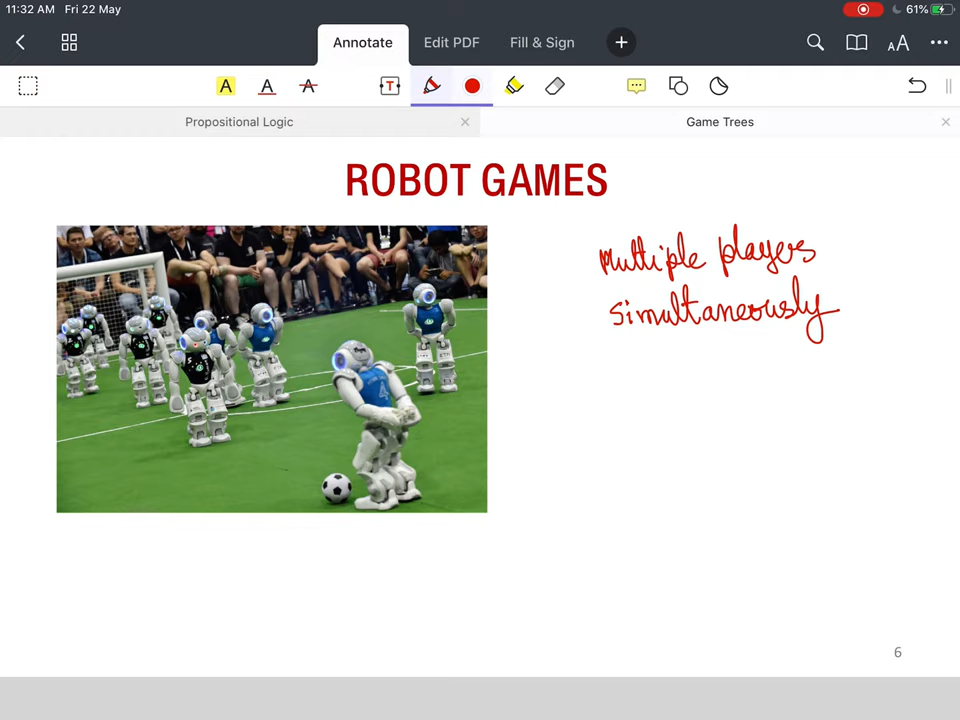 11:32 AM Fri 22 May 61%
Annotate Edit PDF Fill & Sign
Propositional Logic Game Trees
ROBOT GAMES
Multiple players
simultaneously
4
6